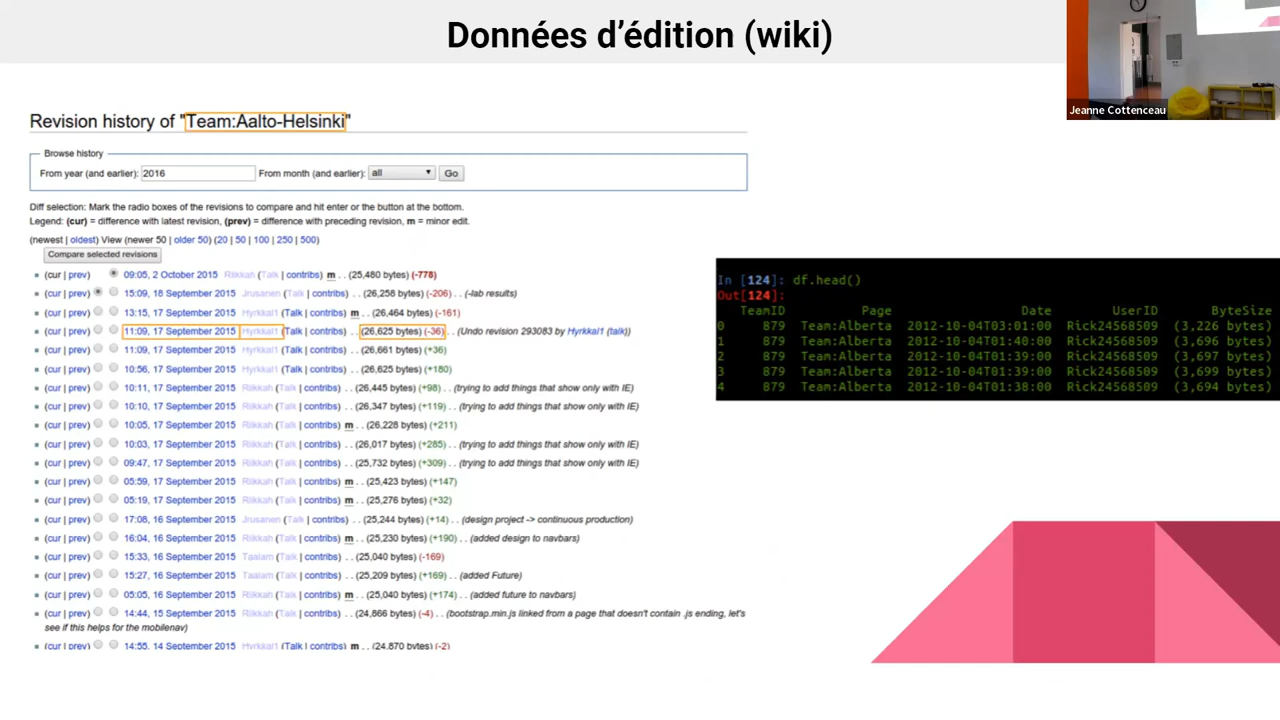 Données d'édition (wiki)
Jeanne Cottenceau
Revision history of "Team:Aalto-Helsinki"
Browse history
From year (and earlier): 2016 From month (and earlier): all Go
Diff selection: Mark the radio boxes of the revisions to compare and hit enter or the button at the bottom.
Legend: (cur) = difference with latest revision, (prev) = difference with preceding revision, m = minor edit.
(newest | oldest) View (newer 50 | older 50) (20 | 50 | 100 | 250 | 500)
Compare selected revisions
(cur | prev) 09:05, 2 October 2015 Riikkah (Talk | contribs) m . . (25,480 bytes) (-778)
(cur | prev) 15:09, 18 September 2015 Jrusanen (Talk | contribs) . . (26,258 bytes) (-206) . . (-lab results)
(cur | prev) 13:15, 17 September 2015 Hyrkkal1 (Talk | contribs) m . . (26,464 bytes) (-161)
(cur | prev) 11:09, 17 September 2015 Hyrkkal1 (Talk | contribs) . . (26,625 bytes) (-36) . . (Undo revision 293083 by Hyrkkal1 (talk))
(cur | prev) 11:09, 17 September 2015 Hyrkkal1 (Talk | contribs) . . (26,661 bytes) (+36)
(cur | prev) 10:56, 17 September 2015 Hyrkkal1 (Talk | contribs) . . (26,625 bytes) (+180)
(cur | prev) 10:11, 17 September 2015 Riikkah (Talk | contribs) . . (26,445 bytes) (+98) . . (trying to add things that show only with IE)
(cur | prev) 10:10, 17 September 2015 Riikkah (Talk | contribs) . . (26,347 bytes) (+119) . . (trying to add things that show only with IE)
(cur | prev) 10:05, 17 September 2015 Riikkah (Talk | contribs) m . . (26,228 bytes) (+211)
(cur | prev) 10:03, 17 September 2015 Riikkah (Talk | contribs) . . (26,017 bytes) (+285) . . (trying to add things that show only with IE)
(cur | prev) 09:47, 17 September 2015 Riikkah (Talk | contribs) . . (25,732 bytes) (+309) . . (trying to add things that show only with IE)
(cur | prev) 05:59, 17 September 2015 Riikkah (Talk | contribs) m . . (25,423 bytes) (+147)
(cur | prev) 05:19, 17 September 2015 Riikkah (Talk | contribs) m . . (25,276 bytes) (+32)
(cur | prev) 17:08, 16 September 2015 Jrusanen (Talk | contribs) . . (25,244 bytes) (+14) . . (design project -> continuous production)
(cur | prev) 16:04, 16 September 2015 Riikkah (Talk | contribs) m . . (25,230 bytes) (+190) . . (added design to navbars)
(cur | prev) 15:33, 16 September 2015 Taalam (Talk | contribs) . . (25,040 bytes) (-169)
(cur | prev) 15:27, 16 September 2015 Taalam (Talk | contribs) . . (25,209 bytes) (+169) . . (added Future)
(cur | prev) 05:05, 16 September 2015 Riikkah (Talk | contribs) m . . (25,040 bytes) (+174) . . (added future to navbars)
(cur | prev) 14:44, 15 September 2015 Riikkah (Talk | contribs) . . (24,866 bytes) (-4) . . (bootstrap.min.js linked from a page that doesn't contain .js ending, let's
see if this helps for the mobilenav)
(cur | prev) 14:55, 14 September 2015 Hyrkkal1 (Talk | contribs) m . . (24,870 bytes) (-2)
In [124]: df.head()
Out[124]:
TeamID Page Date UserID ByteSize
0 879 Team:Alberta 2012-10-04T03:01:00 Rick24568509 (3,226 bytes)
1 879 Team:Alberta 2012-10-04T01:40:00 Rick24568509 (3,696 bytes)
2 879 Team:Alberta 2012-10-04T01:39:00 Rick24568509 (3,697 bytes)
3 879 Team:Alberta 2012-10-04T01:39:00 Rick24568509 (3,699 bytes)
4 879 Team:Alberta 2012-10-04T01:38:00 Rick24568509 (3,694 bytes)